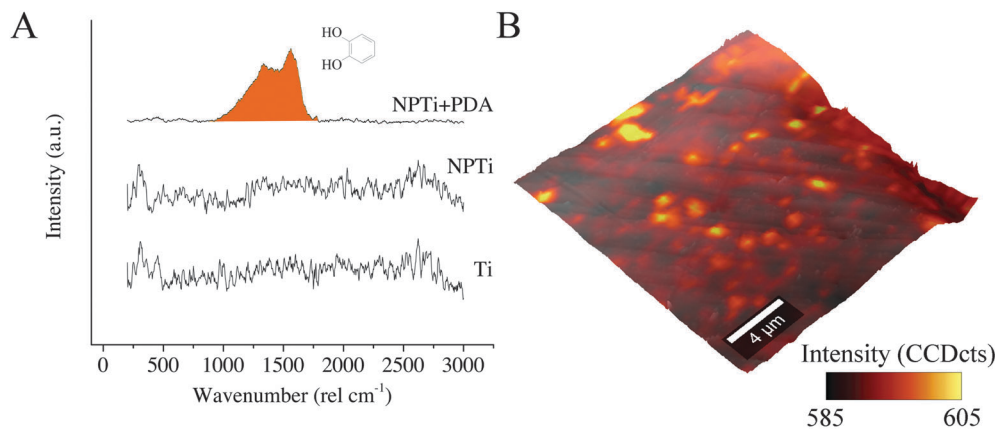 A
HO
HO
NPTi+PDA
NPTi
Ti
Intensity (a.u.)
0 500 1000 1500 2000 2500 3000
Wavenumber (rel cm⁻¹)
B
4 µm
Intensity (CCDcts)
585 605